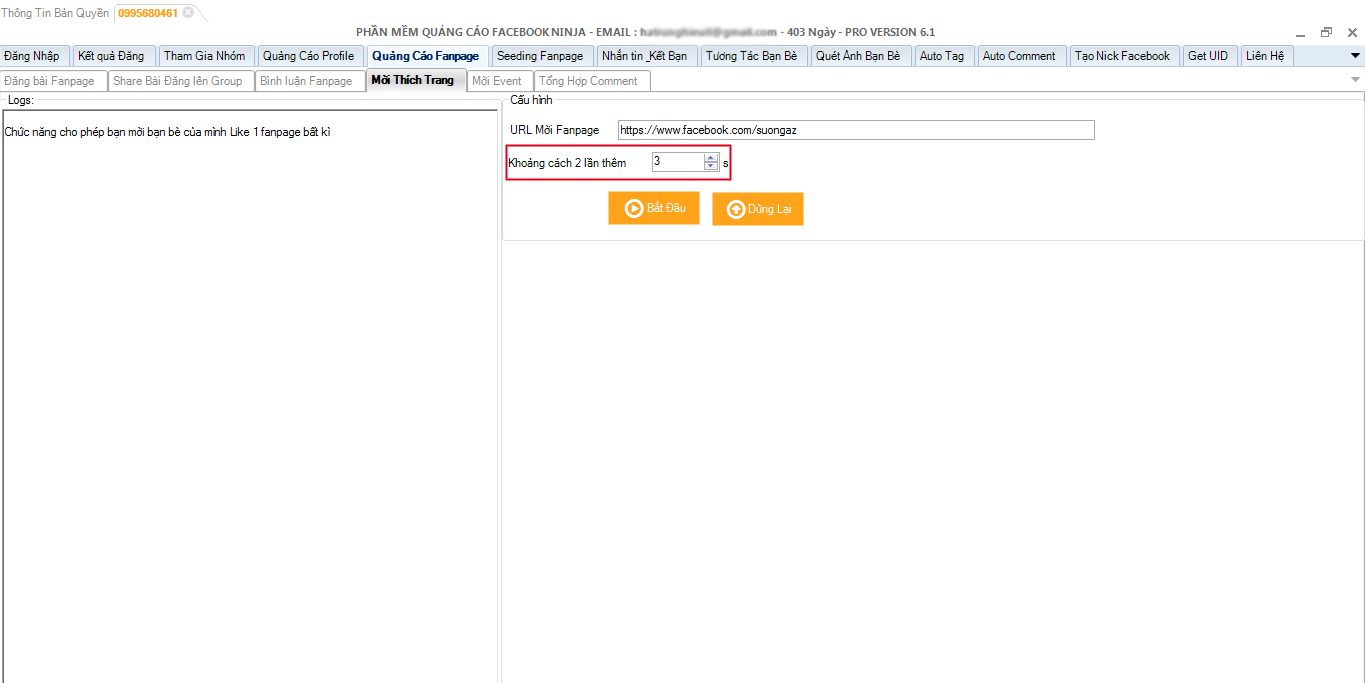 Thông Tin Bản Quyền 0995680461
PHẦN MỀM QUẢNG CÁO FACEBOOK NINJA - EMAIL : - 403 Ngày - PRO VERSION 6.1
Đăng Nhập Kết quả Đăng Tham Gia Nhóm Quảng Cáo Profile Quảng Cáo Fanpage Seeding Fanpage Nhắn tin _Kết Bạn Tương Tác Bạn Bè Quét Ảnh Bạn Bè Auto Tag Auto Comment Tạo Nick Facebook Get UID Liên Hệ
Đăng bài Fanpage Share Bài Đăng lên Group Bình luận Fanpage Mời Thích Trang Mời Event Tổng Hợp Comment
Logs:
Chức năng cho phép bạn mời bạn bè của mình Like 1 fanpage bất kì
Cấu hình
URL Mời Fanpage https://www.facebook.com/suongaz
Khoảng cách 2 lần thêm 3 s
Bắt Đầu Dừng Lại